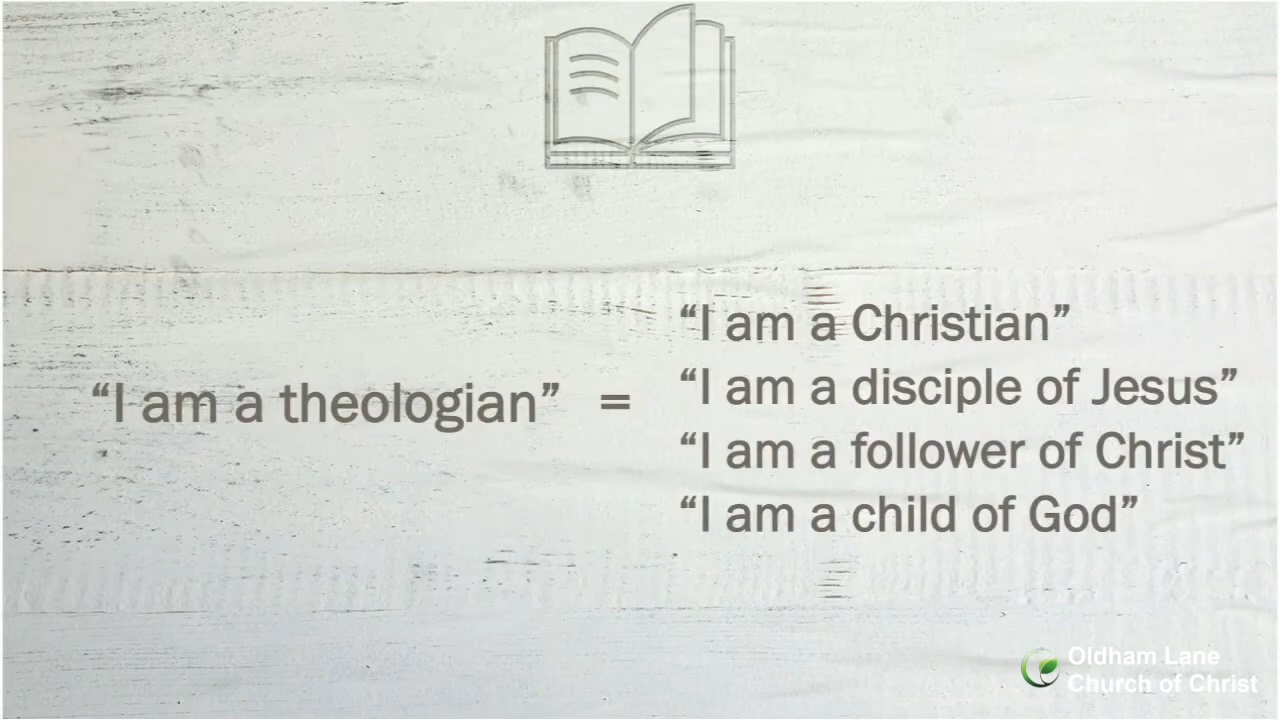 “I am a theologian” =
“I am a Christian”
“I am a disciple of Jesus”
“I am a follower of Christ”
“I am a child of God”
Oldham Lane
Church of Christ